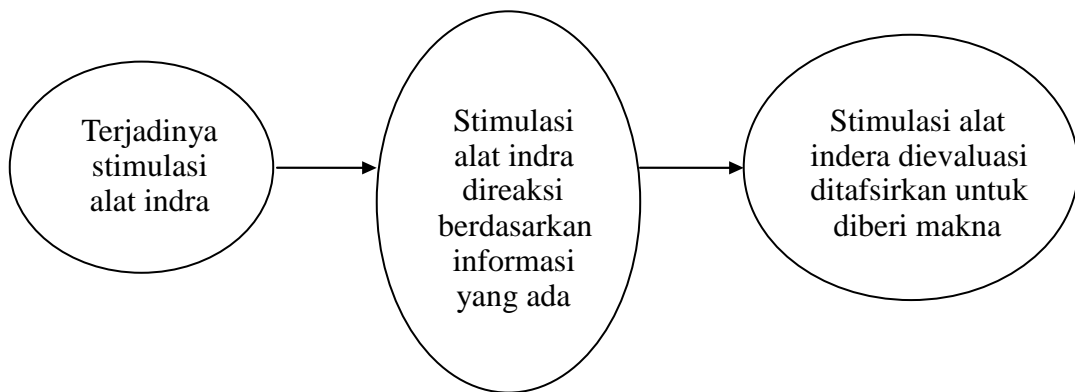 Terjadinya
stimulasi
alat indra
Stimulasi
alat indra
direaksi
berdasarkan
informasi
yang ada
Stimulasi alat
indera dievaluasi
ditafsirkan untuk
diberi makna